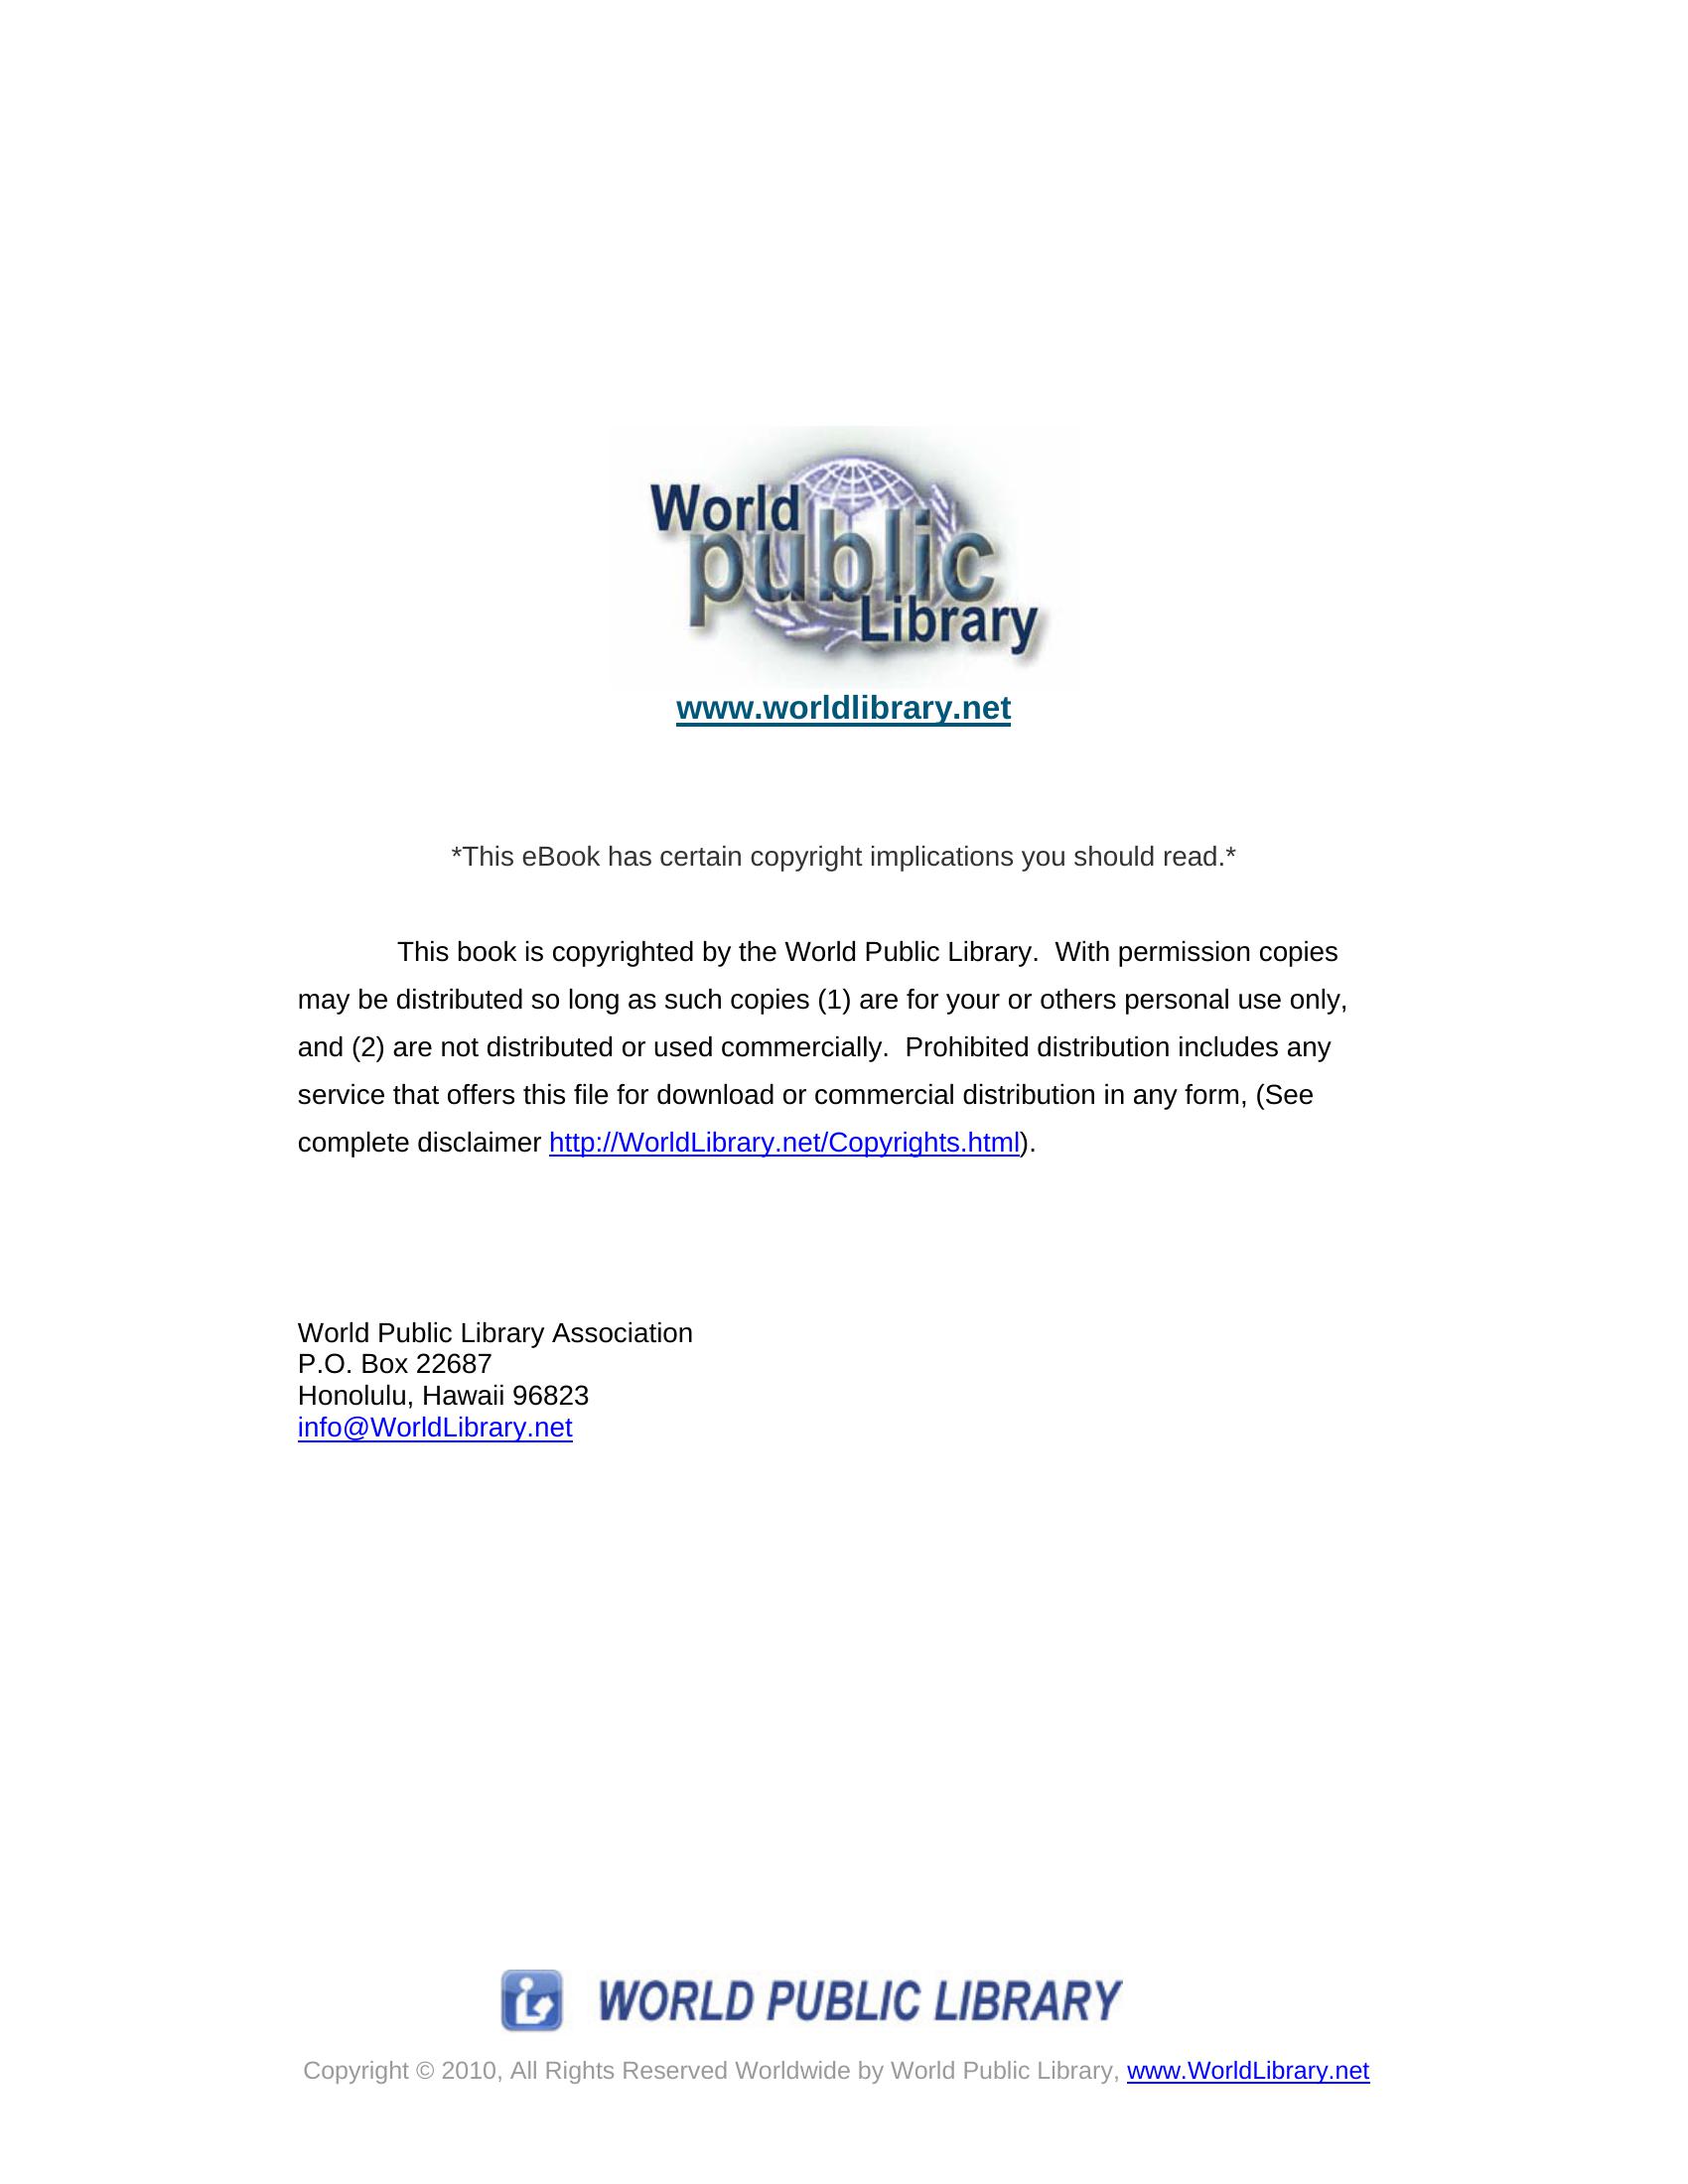 World
public
Library
www.worldlibrary.net
*This eBook has certain copyright implications you should read.*
This book is copyrighted by the World Public Library.  With permission copies
may be distributed so long as such copies (1) are for your or others personal use only,
and (2) are not distributed or used commercially.  Prohibited distribution includes any
service that offers this file for download or commercial distribution in any form, (See
complete disclaimer http://WorldLibrary.net/Copyrights.html).
World Public Library Association
P.O. Box 22687
Honolulu, Hawaii 96823
info@WorldLibrary.net
WORLD PUBLIC LIBRARY
Copyright © 2010, All Rights Reserved Worldwide by World Public Library, www.WorldLibrary.net